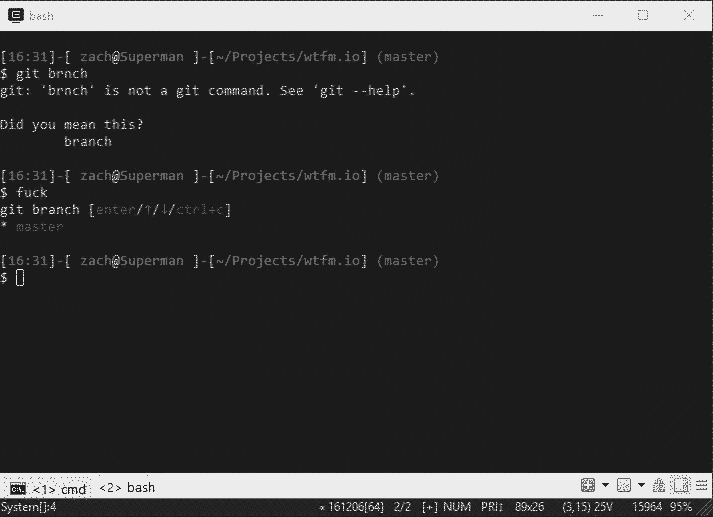 bash
[16:31]-[ zach@Superman ]-[~/Projects/wtfm.io] (master)
$ git brnch
git: 'brnch' is not a git command. See 'git --help'.
Did you mean this?
branch
[16:31]-[ zach@Superman ]-[~/Projects/wtfm.io] (master)
$ fuck
git branch [enter/↑/↓/ctrl+c]
* master
[16:31]-[ zach@Superman ]-[~/Projects/wtfm.io] (master)
$
<1> cmd <2> bash
System[]:4 « 161206[64] 2/2 [+] NUM PRI↕ 89x26 (3,15) 25V 15964 95%